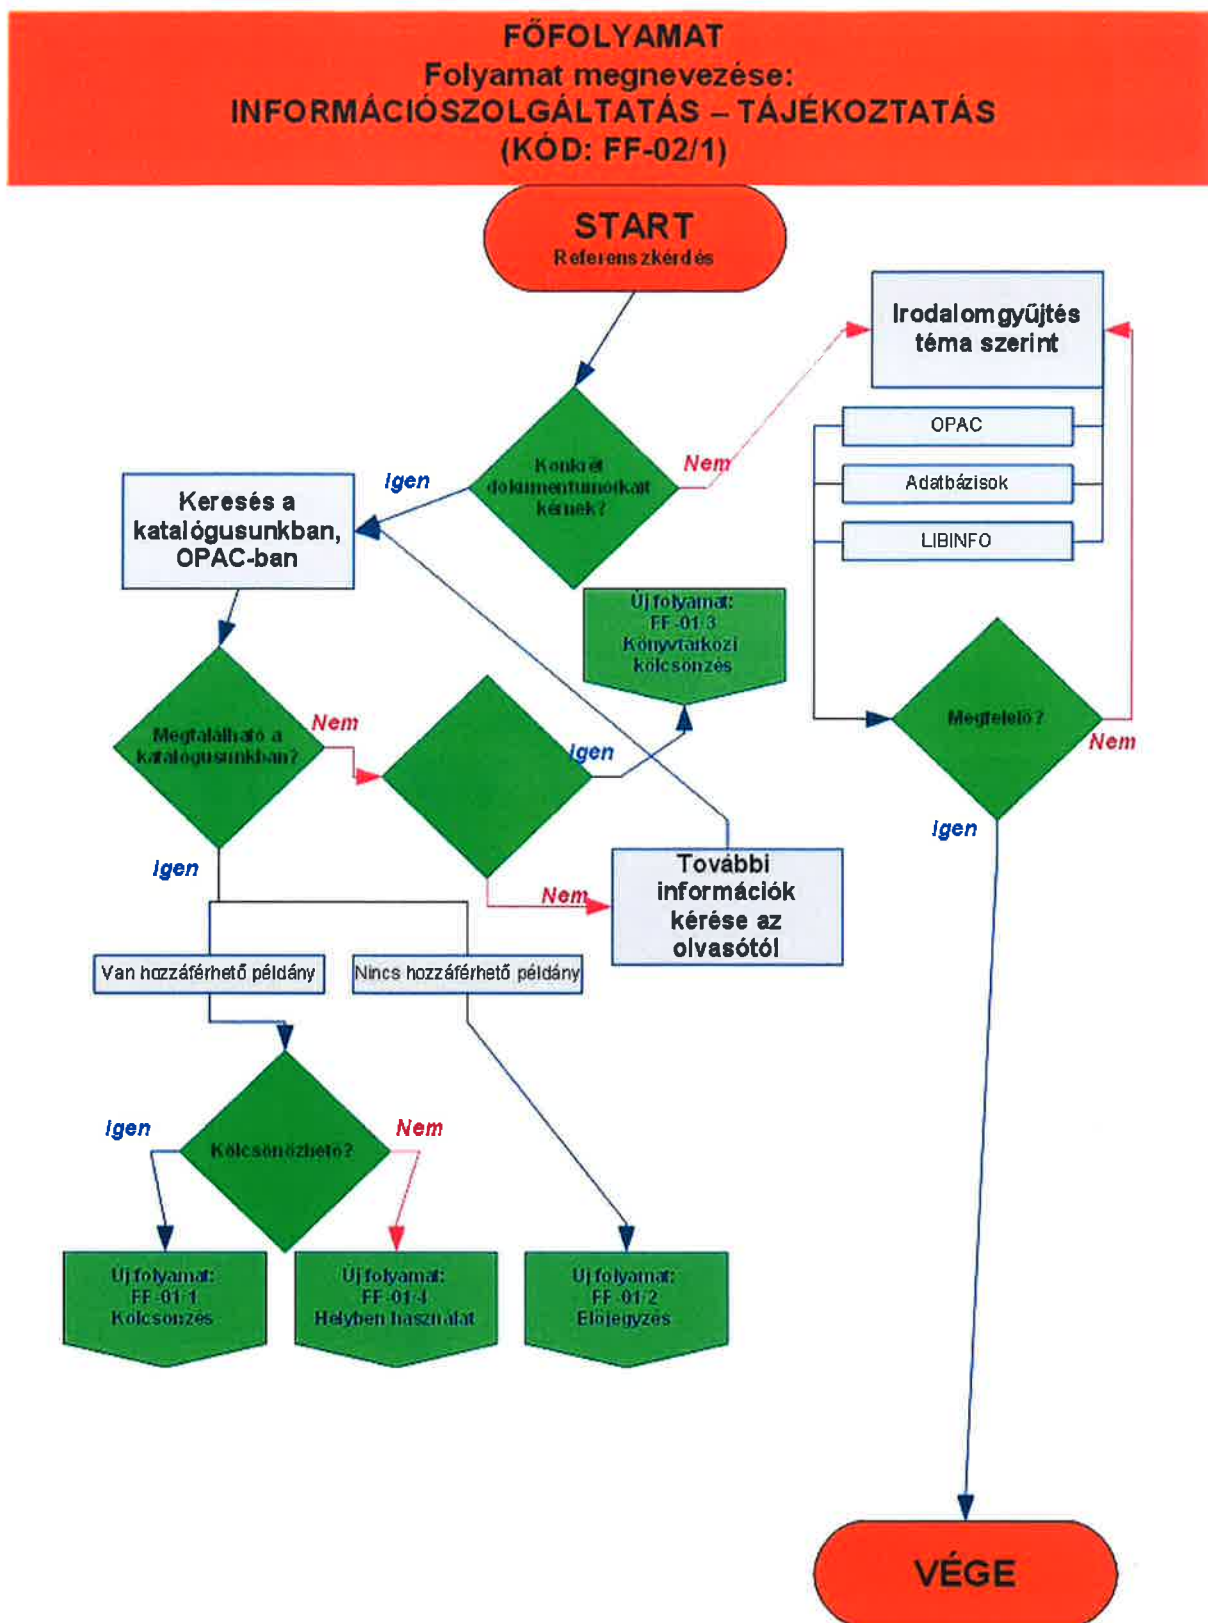 FŐFOLYAMAT
Folyamat megnevezése:
INFORMÁCIÓSZOLGÁLTATÁS – TÁJÉKOZTATÁS
(KÓD: FF-02/1)
START
Referenszkérdés
Irodalomgyűjtés
téma szerint
OPAC
Adatbázisok
LIBINFO
Konkrét
kérnek?
Igen
Nem
Keresés a
katalógusunkban,
OPAC-ban
Új folyamat:
FF-01-3
Könyvtárközi
kölcsönzés
Megtalálható a
katalógusunkban?
Nem
Igen
Megfelelő?
Nem
Igen
Igen
Nem
További
információk
kérése az
olvasótól
Van hozzáférhető példány
Nincs hozzáférhető példány
Kölcsönözhető?
Igen
Nem
Új folyamat:
FF-01-1
Kölcsönzés
Új folyamat:
FF-01-4
Helyben használat
Új folyamat:
FF-01-2
Előjegyzés
VÉGE